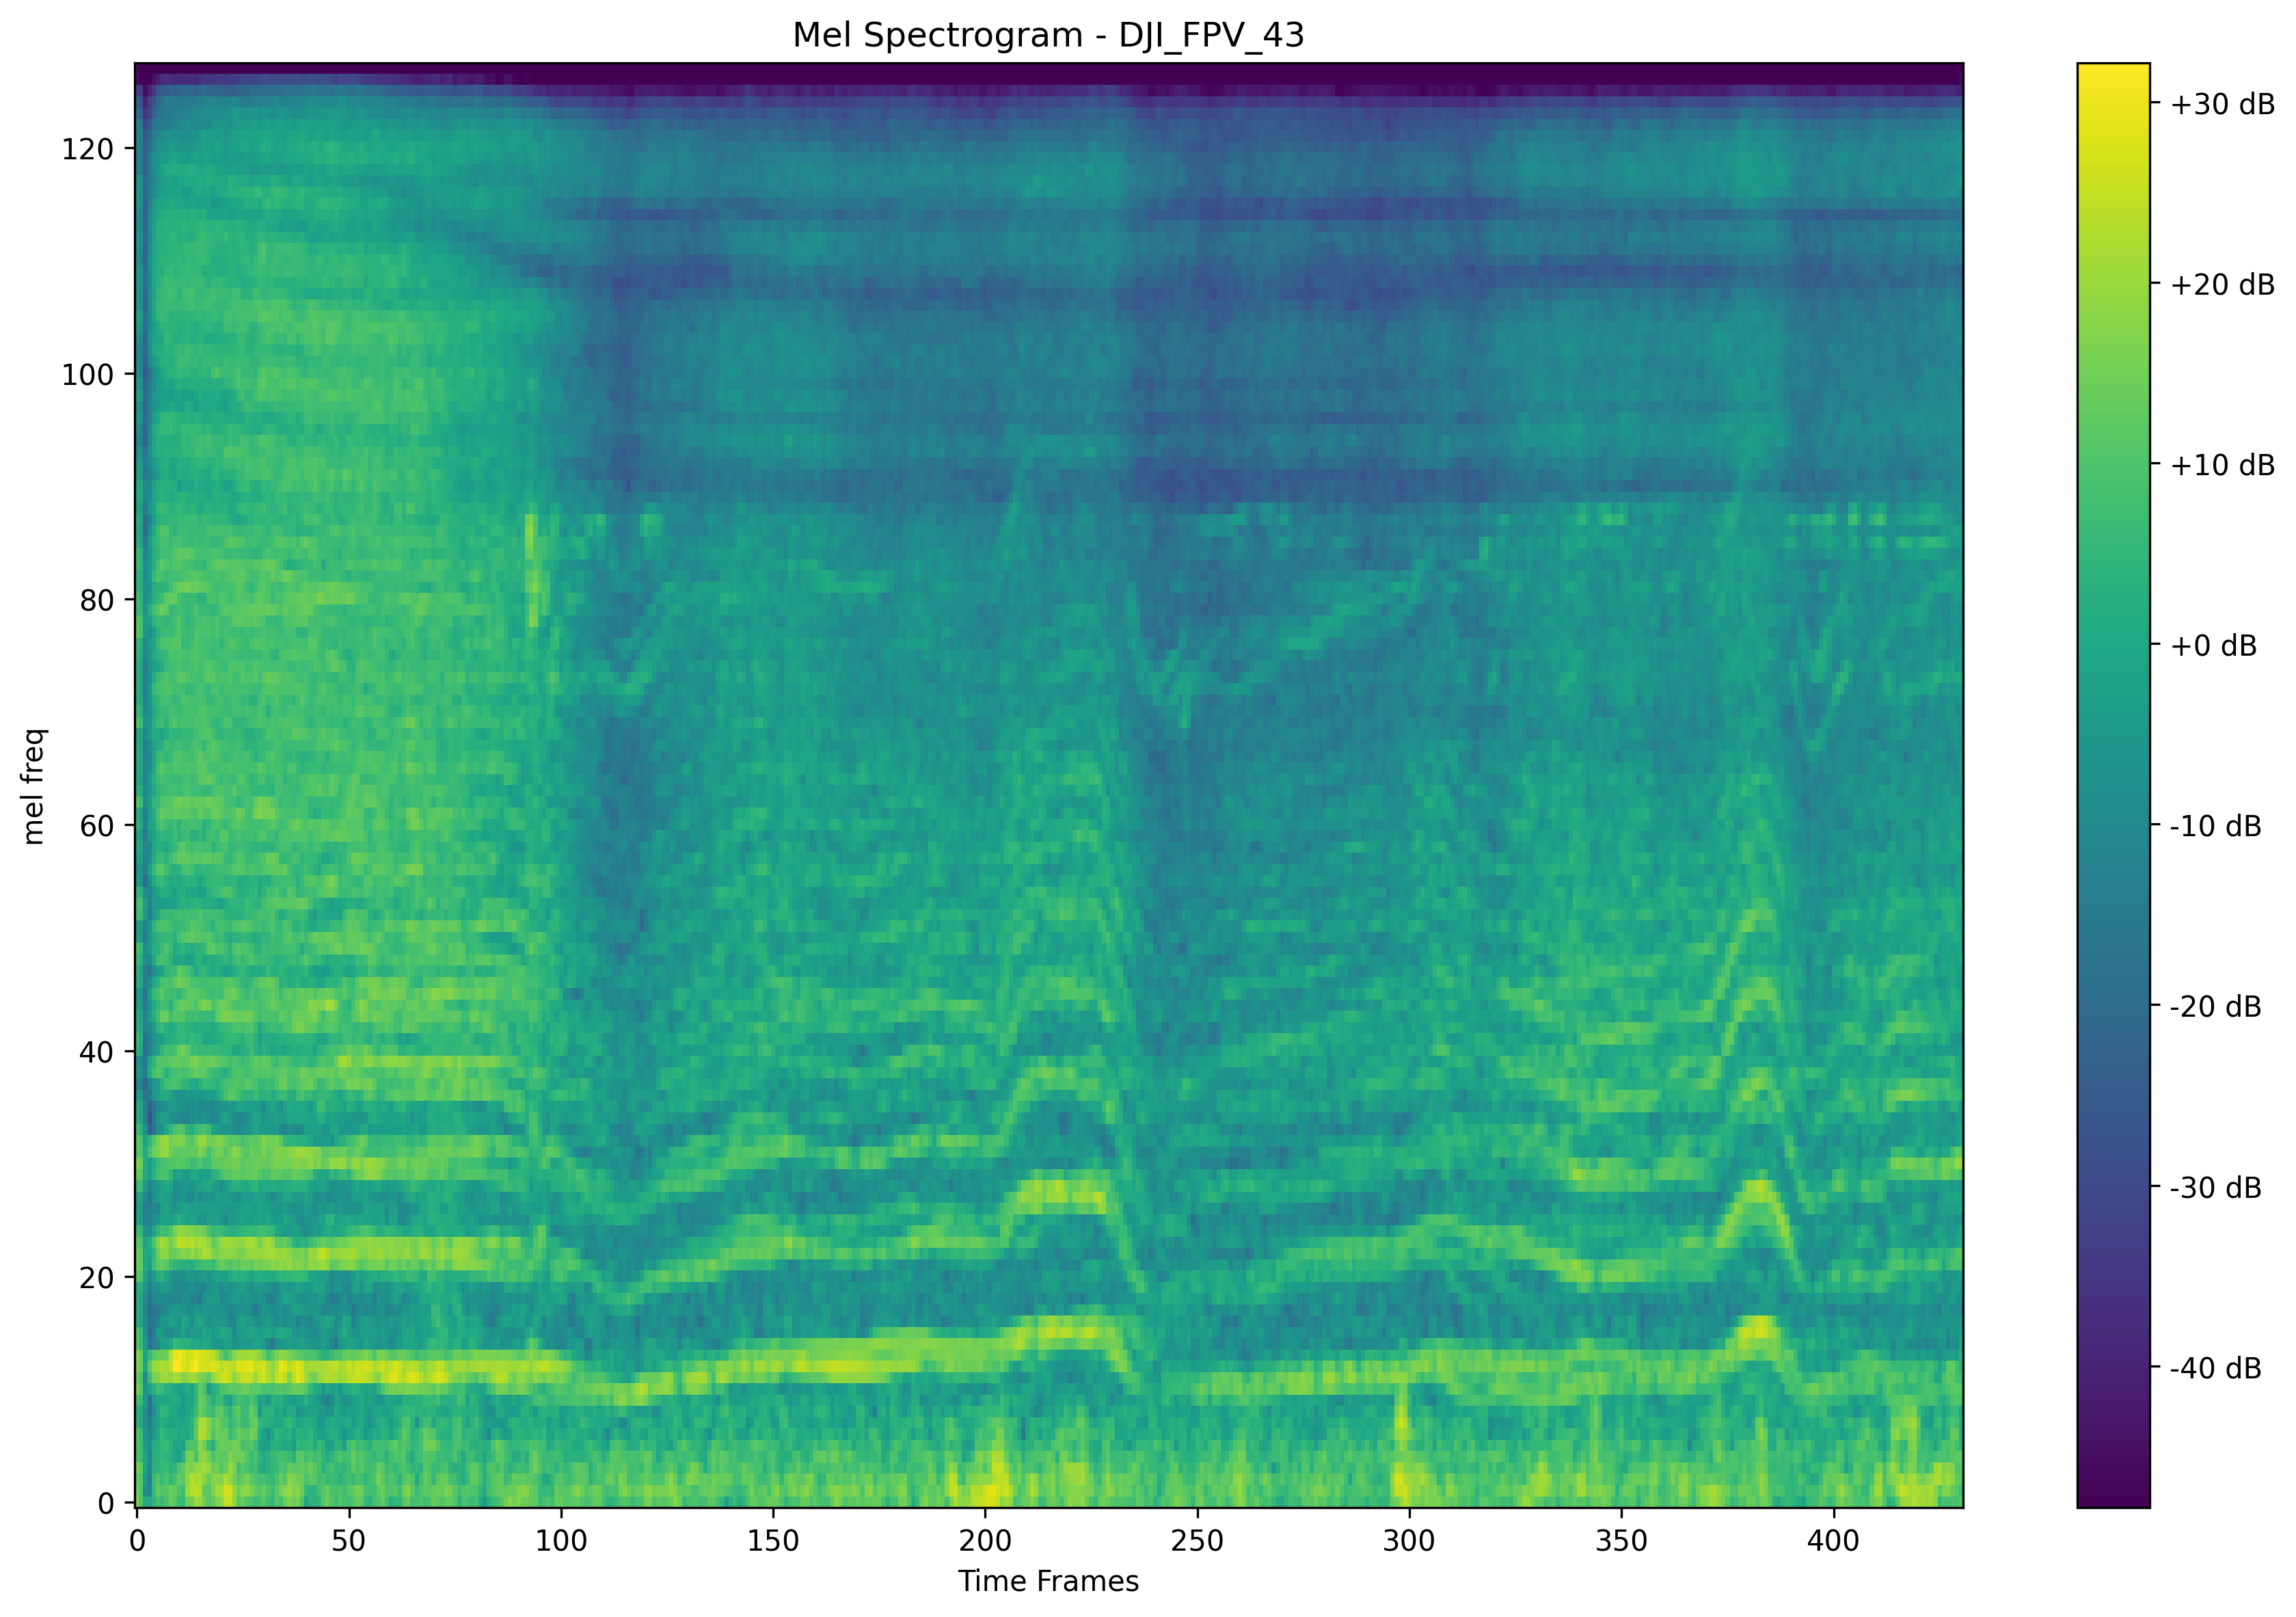 Mel Spectrogram - DJI_FPV_43
mel freq
120
100
80
60
40
20
0
0 50 100 150 200 250 300 350 400
Time Frames
+30 dB
+20 dB
+10 dB
+0 dB
-10 dB
-20 dB
-30 dB
-40 dB